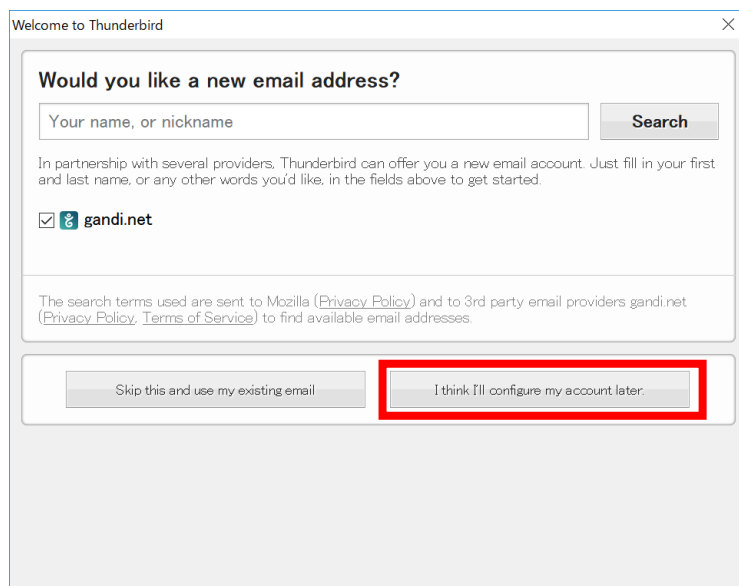 Welcome to Thunderbird
Would you like a new email address?
Your name, or nickname
Search
In partnership with several providers, Thunderbird can offer you a new email account. Just fill in your first
and last name, or any other words you'd like, in the fields above to get started.
gandi.net
The search terms used are sent to Mozilla (Privacy Policy) and to 3rd party email providers gandi.net
(Privacy Policy, Terms of Service) to find available email addresses.
Skip this and use my existing email
I think I'll configure my account later.